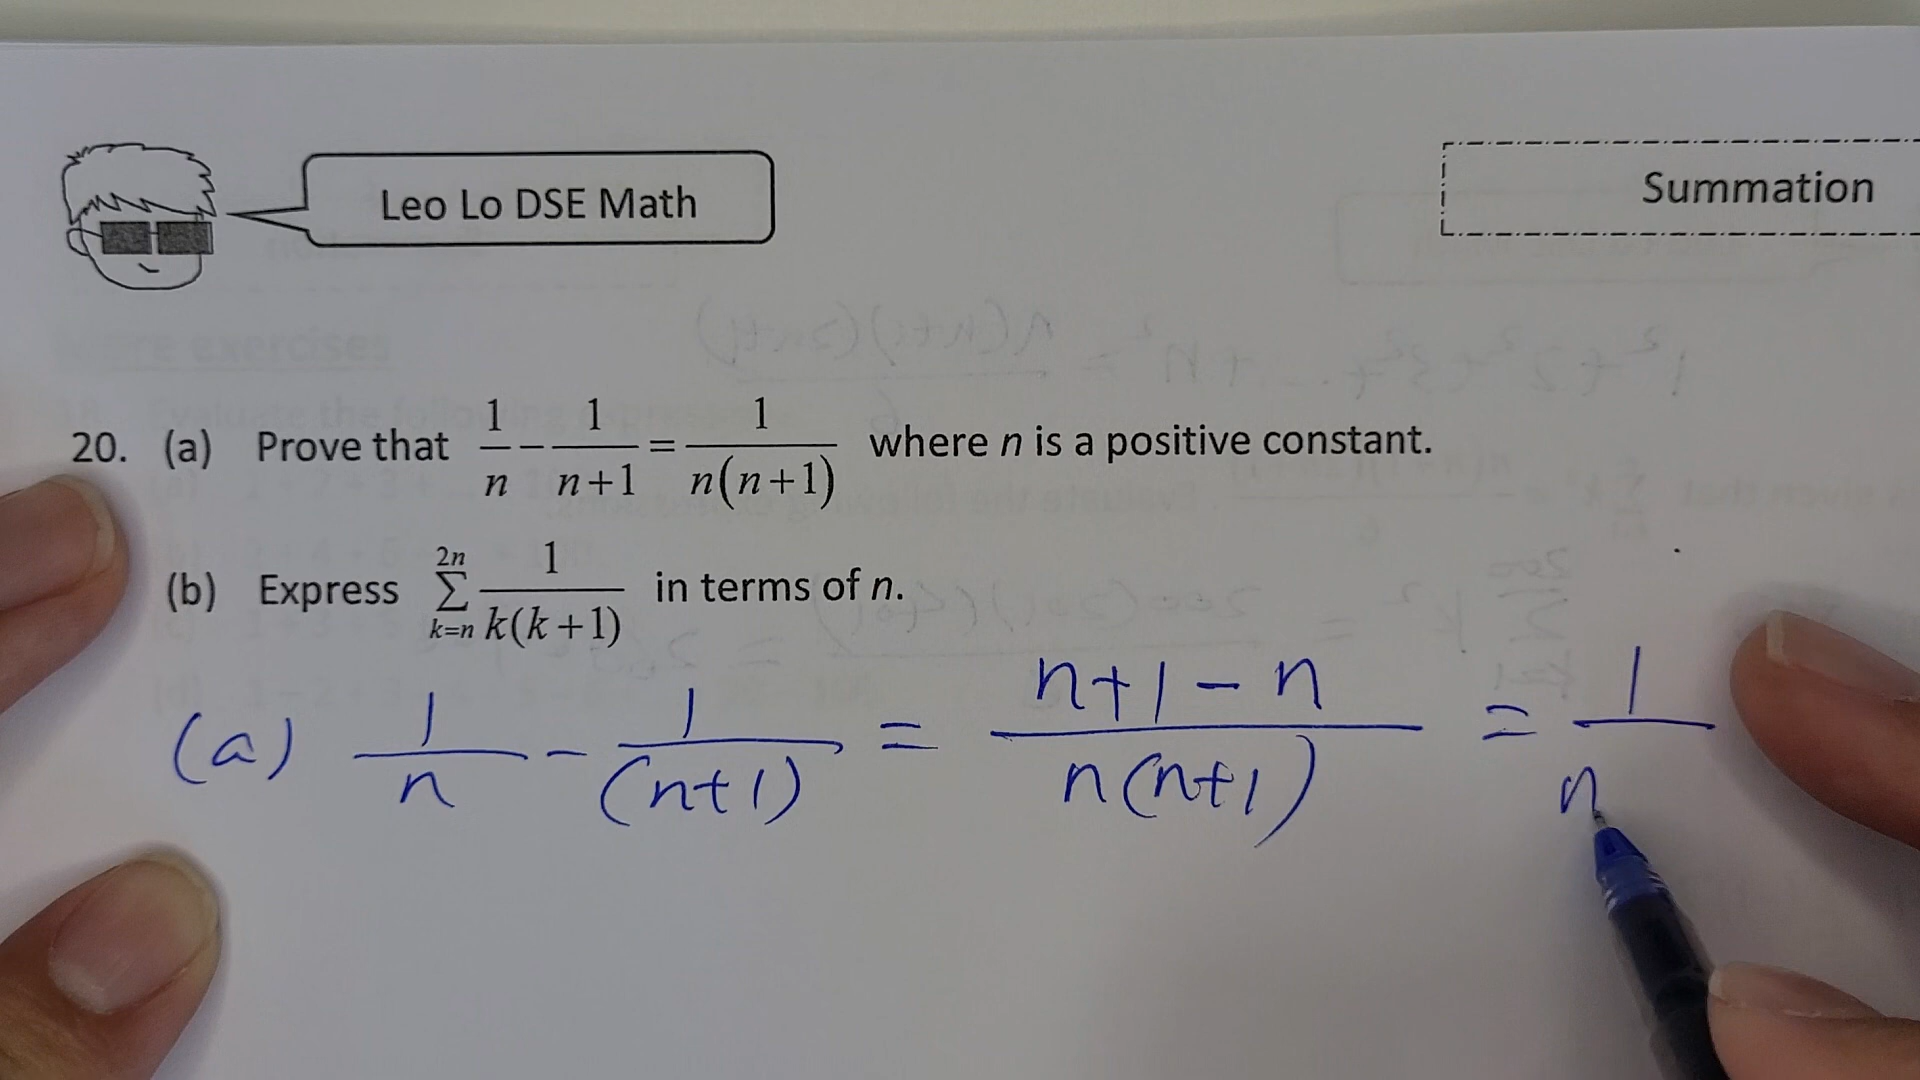 Leo Lo DSE Math
Summation
20. (a) Prove that 1/n − 1/(n+1) = 1/(n(n+1)) where n is a positive constant.
(b) Express Σ_{k=n}^{2n} 1/(k(k+1)) in terms of n.
(a) 1/n − 1/(n+1) = (n+1−n)/(n(n+1)) = 1/n